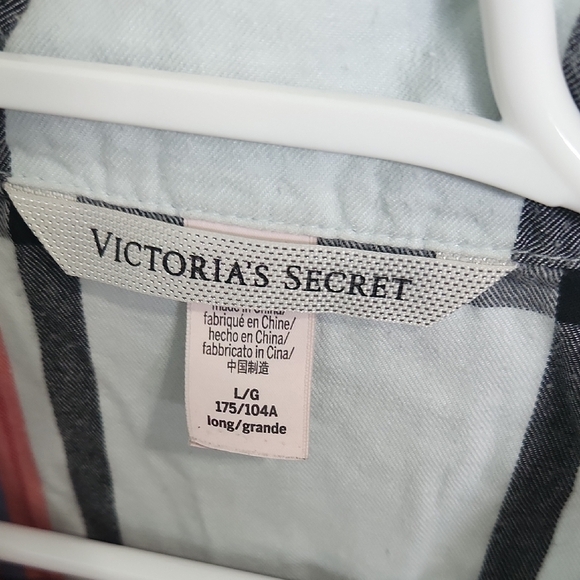 VICTORIA'S SECRET
made in China/
fabriqué en Chine/
hecho en China/
fabbricato in Cina/
中国制造
L/G
175/104A
long/grande